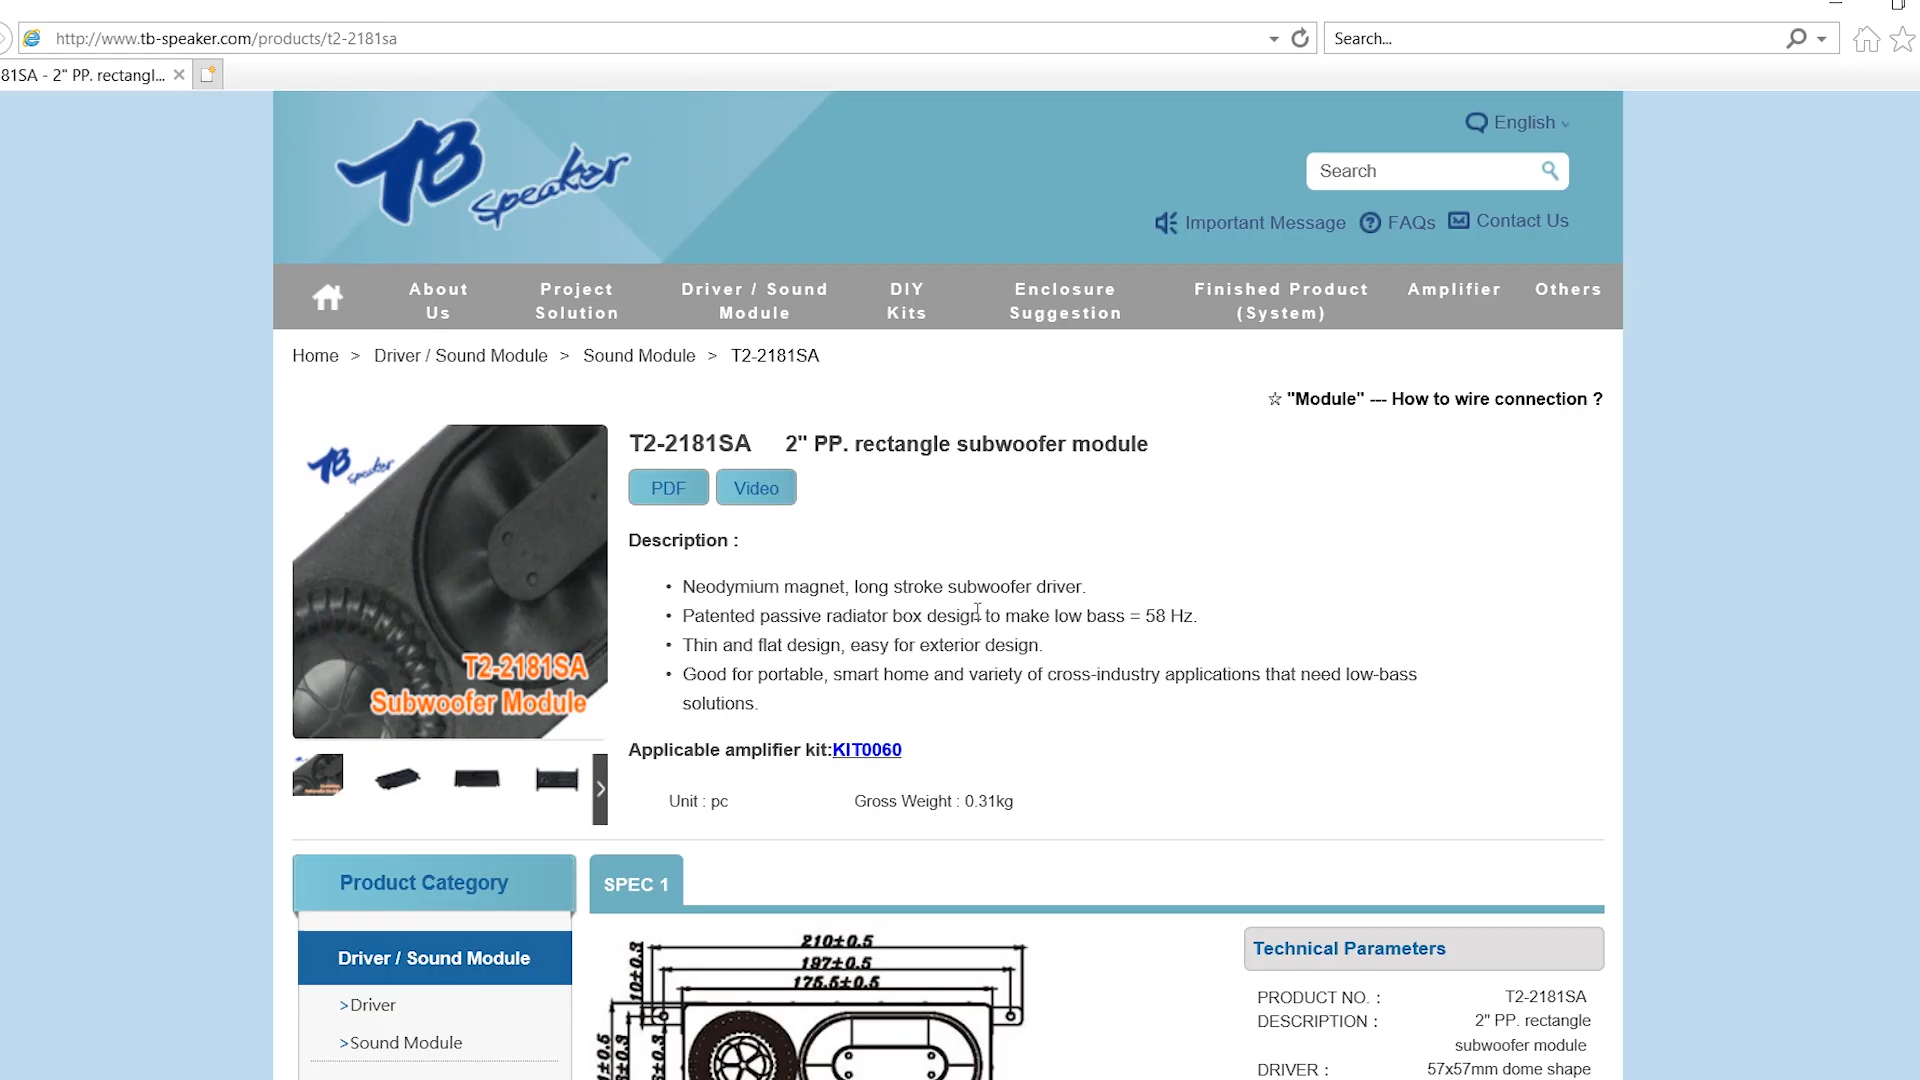 http://www.tb-speaker.com/products/t2-2181sa
Search...
81SA - 2" PP. rectangl...
TB speaker
English
Search
Important Message
FAQs
Contact Us
About Us
Project Solution
Driver / Sound Module
DIY Kits
Enclosure Suggestion
Finished Product (System)
Amplifier
Others
Home > Driver / Sound Module > Sound Module > T2-2181SA
☆ "Module" --- How to wire connection ?
TB speaker
T2-2181SA
Subwoofer Module
T2-2181SA 2" PP. rectangle subwoofer module
PDF
Video
Description :
• Neodymium magnet, long stroke subwoofer driver.
• Patented passive radiator box design to make low bass = 58 Hz.
• Thin and flat design, easy for exterior design.
• Good for portable, smart home and variety of cross-industry applications that need low-bass
solutions.
Applicable amplifier kit:KIT0060
Unit : pc Gross Weight : 0.31kg
Product Category
Driver / Sound Module
>Driver
>Sound Module
SPEC 1
210±0.5
197±0.5
175.5±0.5
10±0.3
Technical Parameters
PRODUCT NO. : T2-2181SA
DESCRIPTION : 2" PP. rectangle
subwoofer module
DRIVER : 57x57mm dome shape